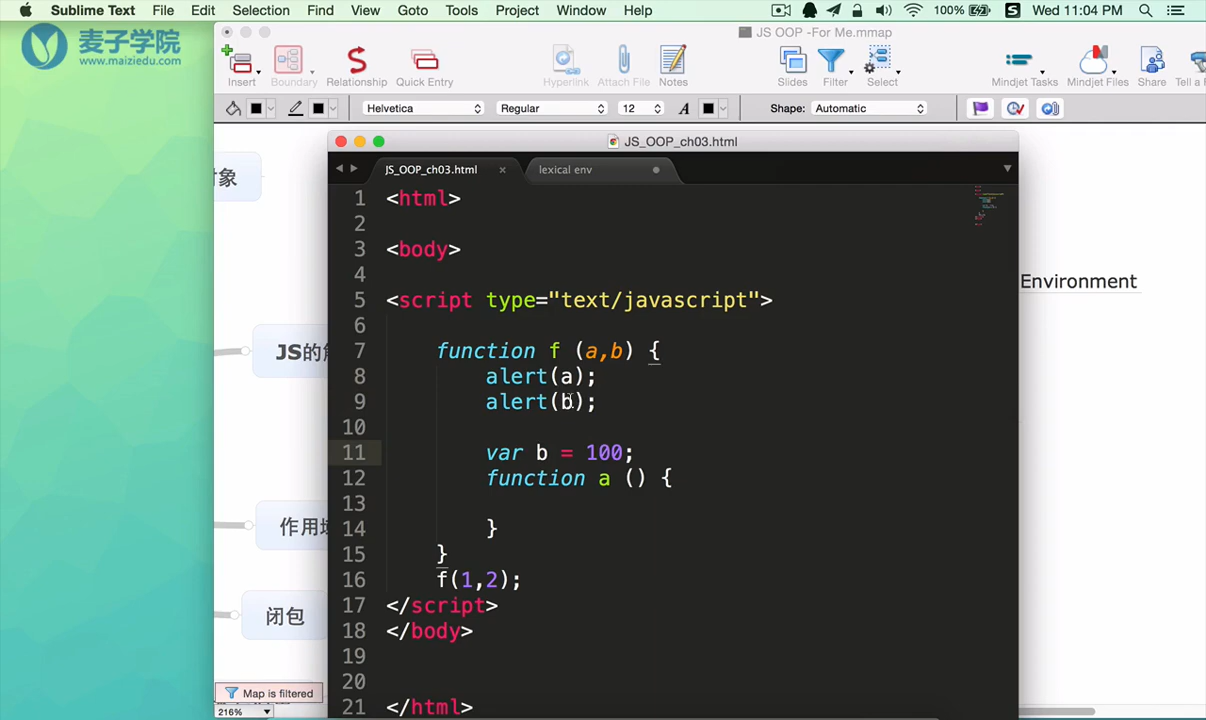 Sublime Text File Edit Selection Find View Goto Tools Project Window Help 100% S Wed 11:04 PM
麦子学院
www.maiziedu.com
JS OOP -For Me.mmap
Insert Boundary Relationship Quick Entry Hyperlink Attach File Notes Slides Filter Select Mindjet Tasks Mindjet Files Share Tell a
Helvetica Regular 12 A Shape: Automatic
JS_OOP_ch03.html
JS_OOP_ch03.html × lexical env
对象
Environment
JS的
作用
闭包
1 <html>
2
3 <body>
4
5 <script type="text/javascript">
6
7 function f (a,b) {
8 alert(a);
9 alert(b);
10
11 var b = 100;
12 function a () {
13
14 }
15 }
16 f(1,2);
17 </script>
18 </body>
19
20
21 </html>
Map is filtered
216%